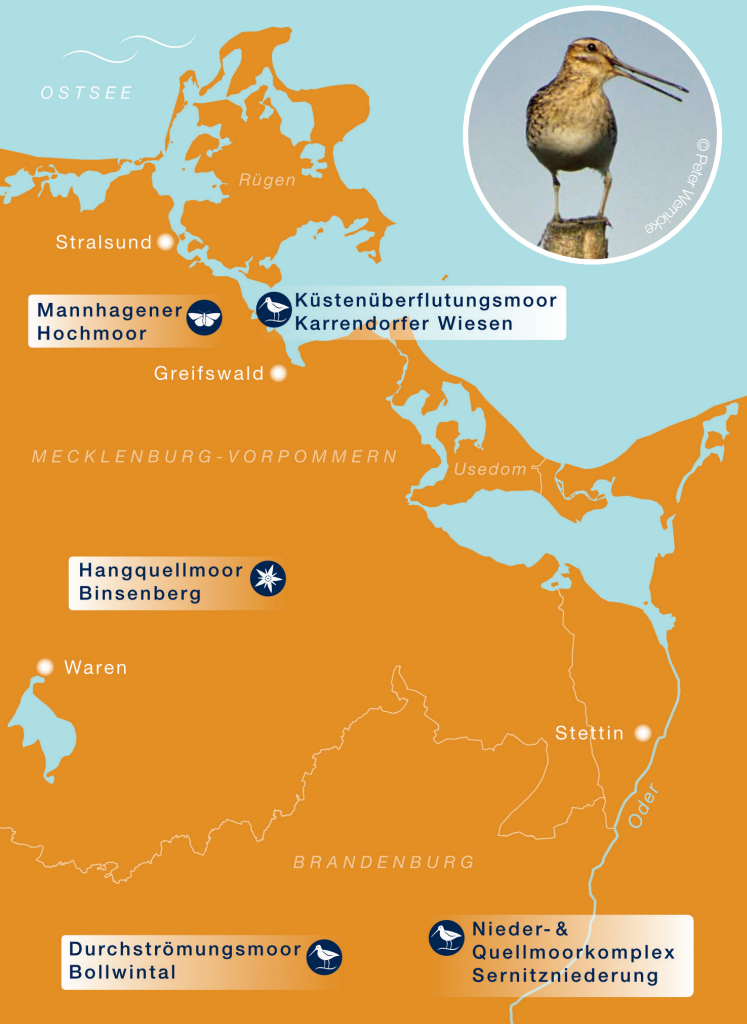 OSTSEE
© Peter Wernicke
Rügen
Stralsund
Mannhagener
Hochmoor
Küstenüberflutungsmoor
Karrendorfer Wiesen
Greifswald
MECKLENBURG-VORPOMMERN
Usedom
Hangquellmoor
Binsenberg
Waren
Stettin
Oder
BRANDENBURG
Durchströmungsmoor
Bollwintal
Nieder- &
Quellmoorkomplex
Sernitzniederung